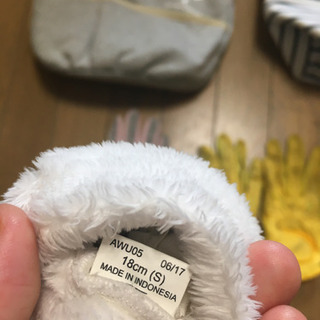 AWU05 06/17
18cm (S)
MADE IN INDONESIA